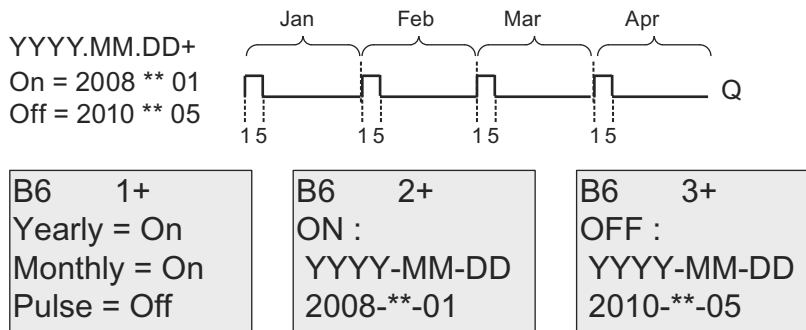 Jan Feb Mar Apr
YYYY.MM.DD+
On = 2008 ** 01
Off = 2010 ** 05
Q
1 5 1 5 1 5 1 5
B6 1+
Yearly = On
Monthly = On
Pulse = Off
B6 2+
ON :
YYYY-MM-DD
2008-**-01
B6 3+
OFF :
YYYY-MM-DD
2010-**-05